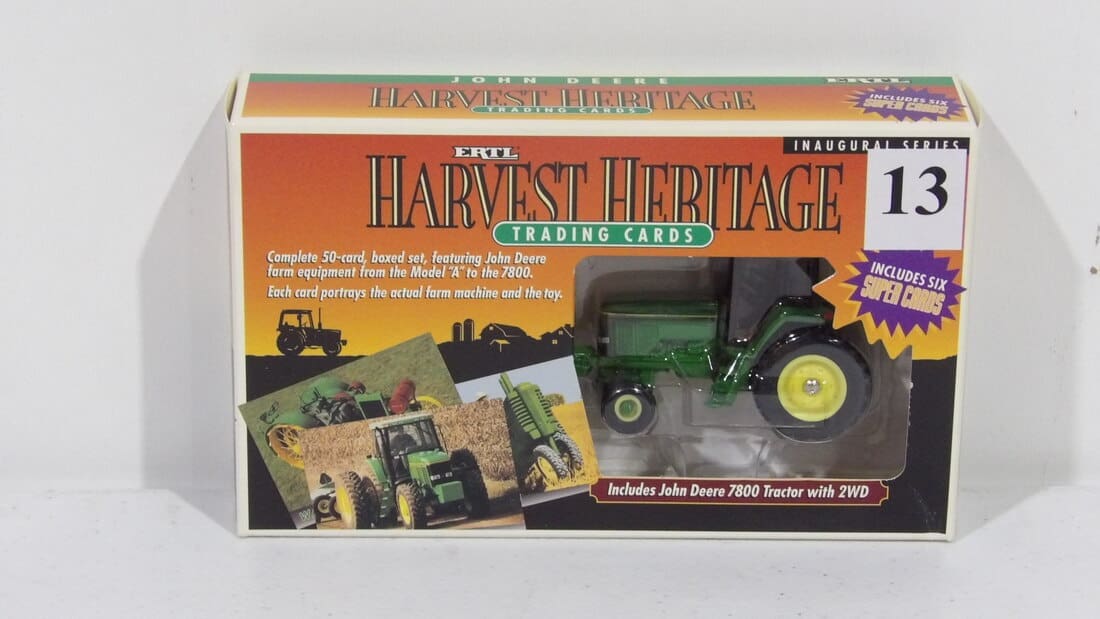 JOHN DEERE
ERTL
HARVEST HERITAGE
TRADING CARDS
INCLUDES SIX
SUPER CARDS
INAUGURAL SERIES
ERTL
HARVEST HERITAGE
TRADING CARDS
13
Complete 50-card, boxed set, featuring John Deere
farm equipment from the Model "A" to the 7800.
Each card portrays the actual farm machine and the toy.
INCLUDES SIX
SUPER CARDS
Includes John Deere 7800 Tractor with 2WD